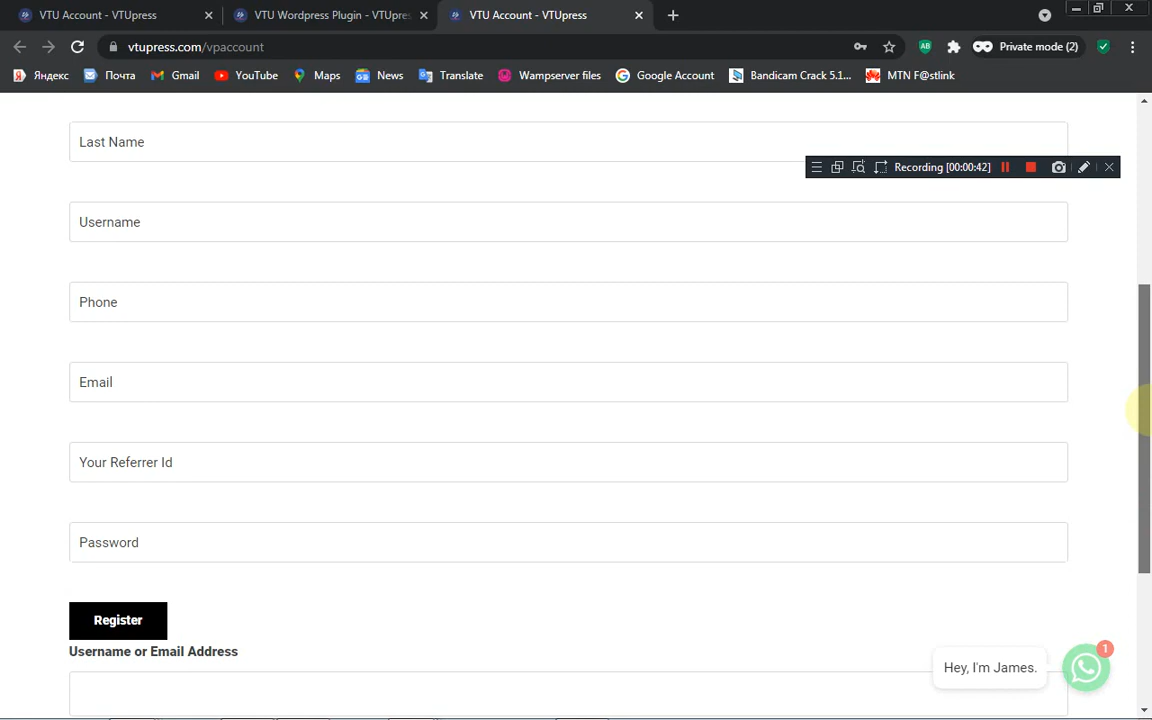 VTU Account - VTUpress
VTU Wordpress Plugin - VTUpres
VTU Account - VTUpress
vtupress.com/vpaccount
Private mode (2)
Яндекс
Почта
Gmail
YouTube
Maps
News
Translate
Wampserver files
Google Account
Bandicam Crack 5.1...
MTN F@stlink
Last Name
Recording [00:00:42]
Username
Phone
Email
Your Referrer Id
Password
Register
Username or Email Address
Hey, I'm James.
1